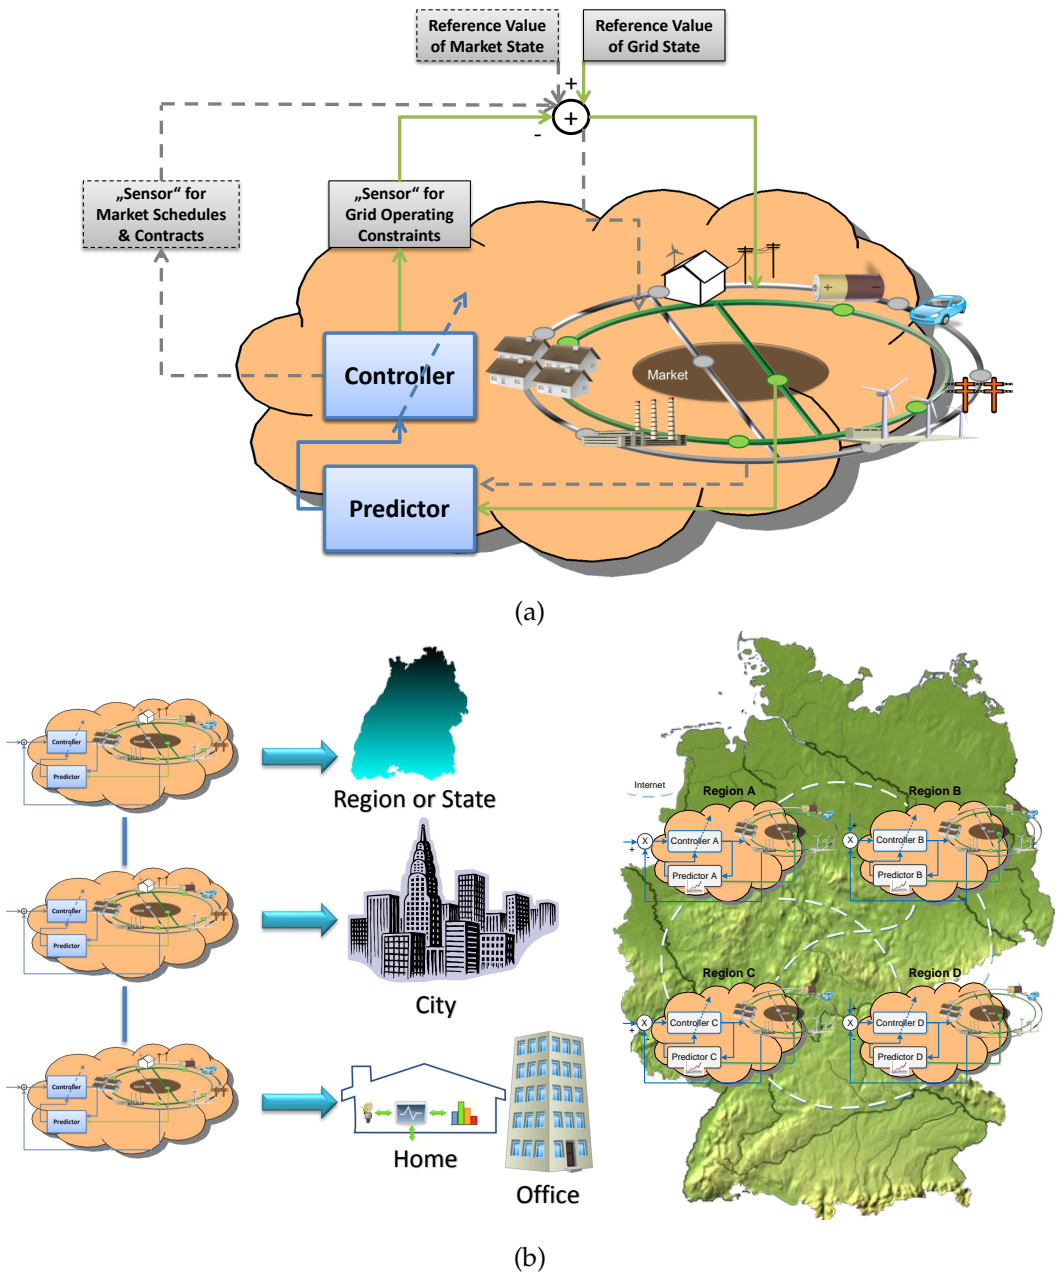 Reference Value
of Market State
Reference Value
of Grid State
+
+
-
„Sensor“ for
Market Schedules
& Contracts
„Sensor“ for
Grid Operating
Constraints
+
-
Controller
Market
Predictor
(a)
Controller
Predictor
Region or State
Controller
Predictor
City
Controller
Predictor
Home
Office
Internet
Region A
Region B
X
+
-
Controller A
Predictor A
X
+
-
Controller B
Predictor B
Region C
Region D
X
+
-
Controller C
Predictor C
X
+
-
Controller D
Predictor D
(b)